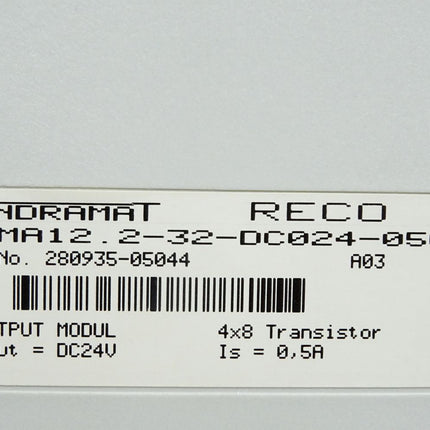 NDRAMAT RECO
MA12.2-32-DC024-05
No. 280935-05044 A03
TPUT MODUL 4x8 Transistor
ut = DC24V Is = 0,5A